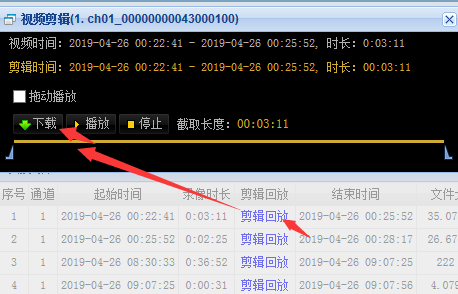 视频剪辑(1. ch01_00000000043000100)
视频时间：2019-04-26 00:22:41 - 2019-04-26 00:25:52, 时长：0:03:11
剪辑时间：2019-04-26 00:22:41 - 2019-04-26 00:25:52, 时长：00:03:11
拖动播放
下载 播放 停止 截取长度：00:03:11
序号 通道 起始时间 录像时长 剪辑回放 结束时间 文件
1 1 2019-04-26 00:22:41 0:03:11 剪辑回放 2019-04-26 00:25:52 35.07
2 1 2019-04-26 00:25:52 0:02:25 剪辑回放 2019-04-26 00:28:17 26.67
3 1 2019-04-26 08:30:33 0:36:52 剪辑回放 2019-04-26 09:07:25 222
4 1 2019-04-26 09:07:25 0:00:31 剪辑回放 2019-04-26 09:07:56 4.079